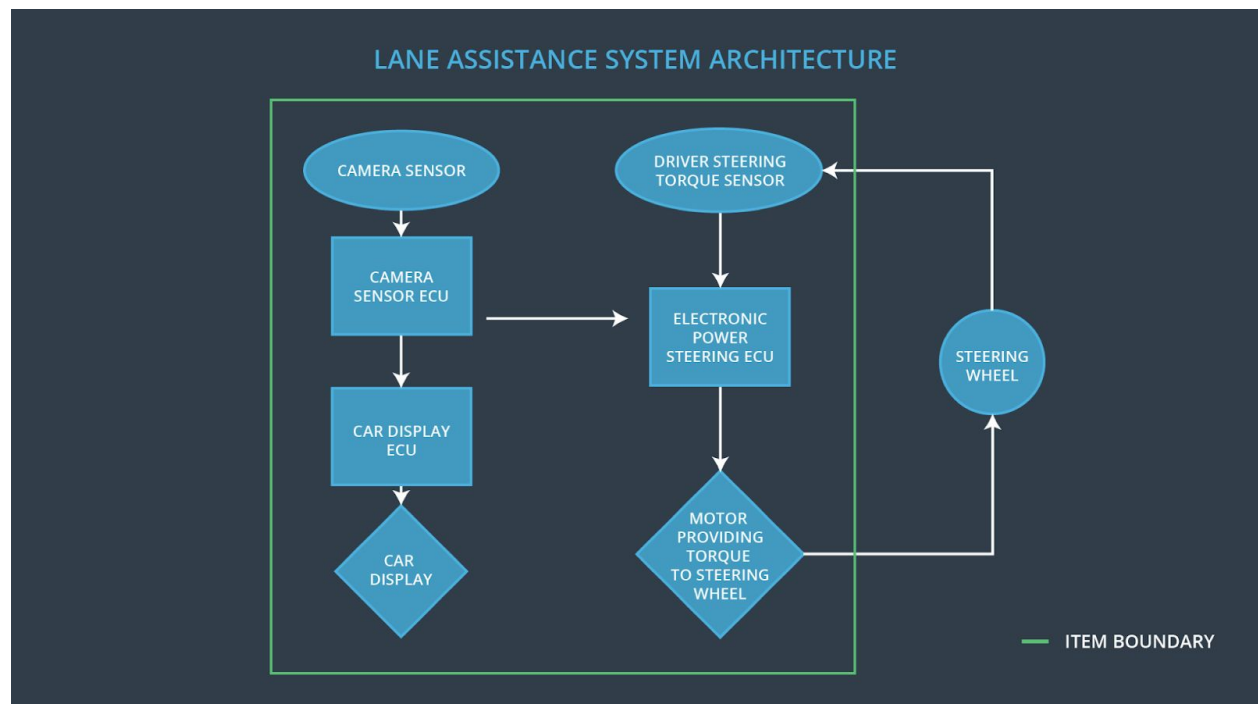 LANE ASSISTANCE SYSTEM ARCHITECTURE
CAMERA SENSOR
DRIVER STEERING
TORQUE SENSOR
CAMERA
SENSOR ECU
ELECTRONIC
POWER
STEERING ECU
STEERING
WHEEL
CAR DISPLAY
ECU
MOTOR
PROVIDING
TORQUE
TO STEERING
WHEEL
CAR
DISPLAY
ITEM BOUNDARY